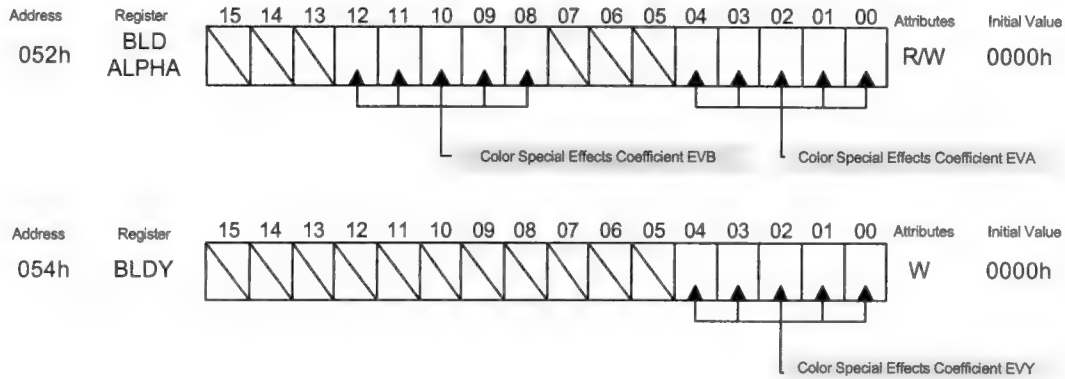 Address Register 15 14 13 12 11 10 09 08 07 06 05 04 03 02 01 00 Attributes Initial Value
052h BLD ALPHA R/W 0000h
Color Special Effects Coefficient EVB Color Special Effects Coefficient EVA
Address Register 15 14 13 12 11 10 09 08 07 06 05 04 03 02 01 00 Attributes Initial Value
054h BLDY W 0000h
Color Special Effects Coefficient EVY